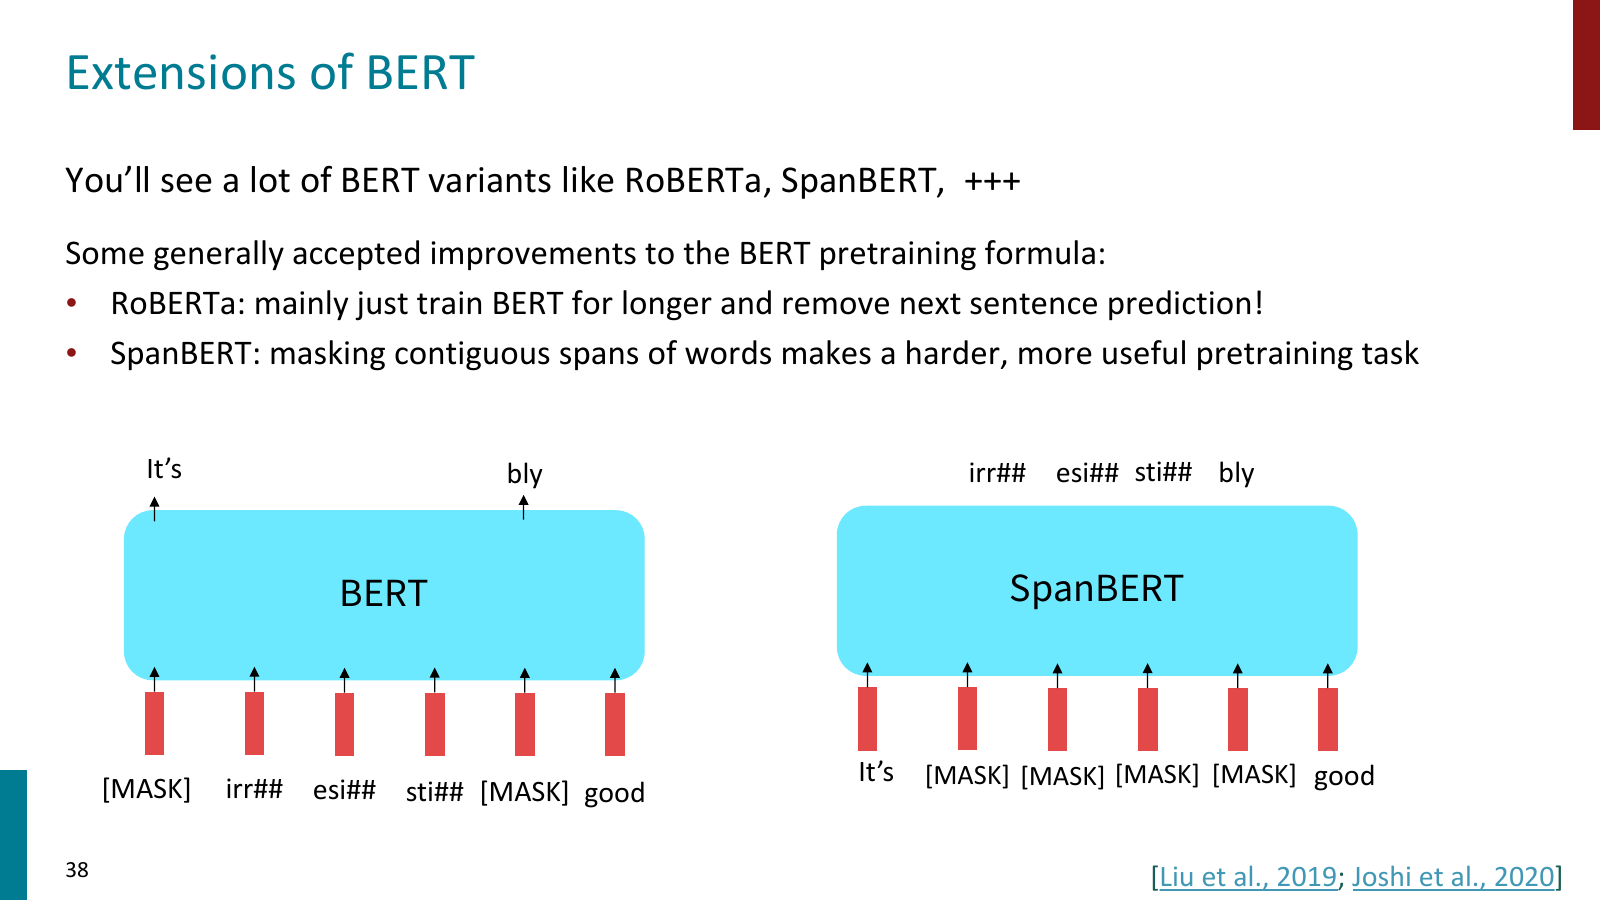 Extensions of BERT
You’ll see a lot of BERT variants like RoBERTa, SpanBERT, +++
Some generally accepted improvements to the BERT pretraining formula:
• RoBERTa: mainly just train BERT for longer and remove next sentence prediction!
• SpanBERT: masking contiguous spans of words makes a harder, more useful pretraining task
It’s bly
BERT
[MASK] irr## esi## sti## [MASK] good
irr## esi## sti## bly
SpanBERT
It’s [MASK] [MASK] [MASK] [MASK] good
38
[Liu et al., 2019; Joshi et al., 2020]